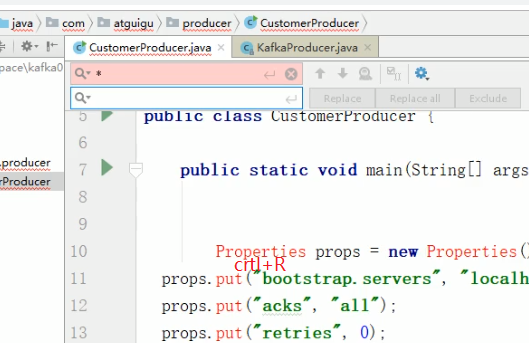 java com atguigu producer CustomerProducer
CustomerProducer.java KafkaProducer.java
pace\kafka0
*
Replace Replace all Exclude
5 public class CustomerProducer {
6
.producer
7 public static void main(String[] args
rProducer
8
9
10 Properties props = new Properties()
crtl+R
11 props.put("bootstrap.servers", "localh
12 props.put("acks", "all");
13 props.put("retries", 0);